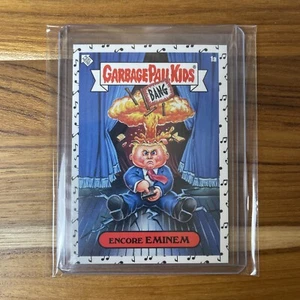 1a
GARBAGE PAIL KIDS
BANG
ENCORE EMINEM